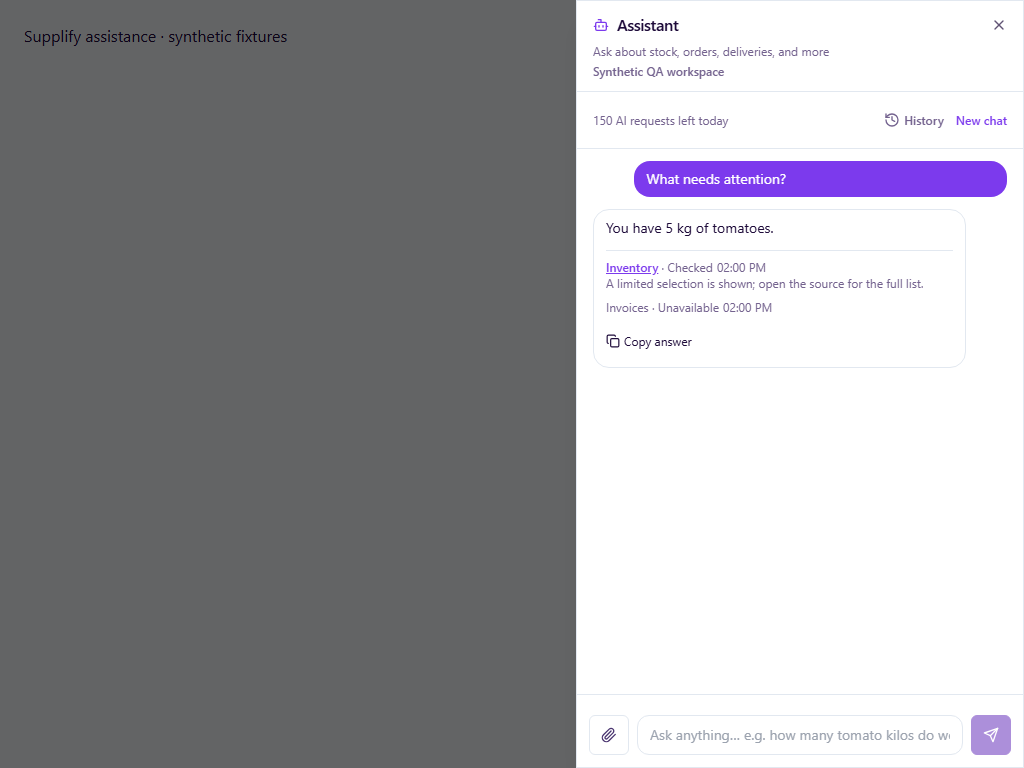 Supplify assistance · synthetic fixtures
Assistant
Ask about stock, orders, deliveries, and more
Synthetic QA workspace
150 AI requests left today
History
New chat
What needs attention?
You have 5 kg of tomatoes.
Inventory · Checked 02:00 PM
A limited selection is shown; open the source for the full list.
Invoices · Unavailable 02:00 PM
Copy answer
Ask anything... e.g. how many tomato kilos do we